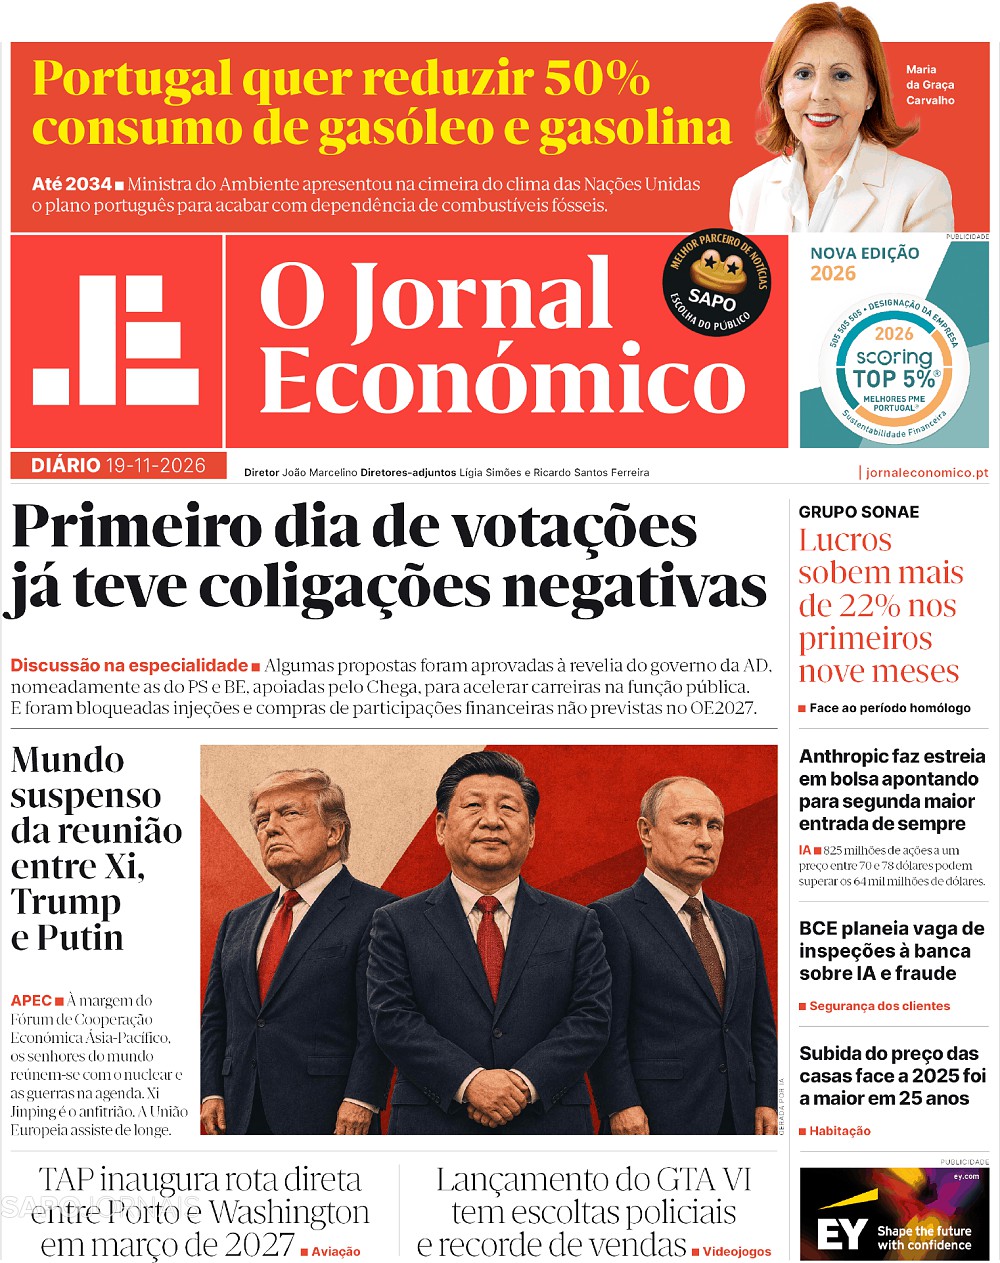 Portugal quer reduzir 50%
consumo de gasóleo e gasolina
Até 2034 ■ Ministra do Ambiente apresentou na cimeira do clima das Nações Unidas
o plano português para acabar com dependência de combustíveis fósseis.
Maria
da Graça
Carvalho
O Jornal
Económico
MELHOR PARCEIRO DE NOTÍCIAS
SAPO
ESCOLHA DO PÚBLICO
PUBLICIDADE
NOVA EDIÇÃO
2026
505 505 505 • DESIGNAÇÃO DA EMPRESA
2026
scoring
TOP 5%®
MELHORES PME
PORTUGAL®
Sustentabilidade Financeira
DIÁRIO 19-11-2026
Diretor João Marcelino Diretores-adjuntos Lígia Simões e Ricardo Santos Ferreira
| jornaleconomico.pt
Primeiro dia de votações
já teve coligações negativas
Discussão na especialidade ■ Algumas propostas foram aprovadas à revelia do governo da AD,
nomeadamente as do PS e BE, apoiadas pelo Chega, para acelerar carreiras na função pública.
E foram bloqueadas injeções e compras de participações financeiras não previstas no OE2027.
Mundo
suspenso
da reunião
entre Xi,
Trump
e Putin
APEC ■ À margem do
Fórum de Cooperação
Económica Ásia-Pacífico,
os senhores do mundo
reúnem-se com o nuclear e
as guerras na agenda. Xi
Jinping é o anfitrião. A União
Europeia assiste de longe.
GERADA POR IA
GRUPO SONAE
Lucros
sobem mais
de 22% nos
primeiros
nove meses
■ Face ao período homólogo
Anthropic faz estreia
em bolsa apontando
para segunda maior
entrada de sempre
IA ■ 825 milhões de ações a um
preço entre 70 e 78 dólares podem
superar os 64 mil milhões de dólares.
BCE planeia vaga de
inspeções à banca
sobre IA e fraude
■ Segurança dos clientes
Subida do preço das
casas face a 2025 foi
a maior em 25 anos
■ Habitação
TAP inaugura rota direta
entre Porto e Washington
em março de 2027 ■ Aviação
SAPO JORNAIS
Lançamento do GTA VI
tem escoltas policiais
e recorde de vendas ■ Videojogos
PUBLICIDADE
ey.com
EY
Shape the future
with confidence